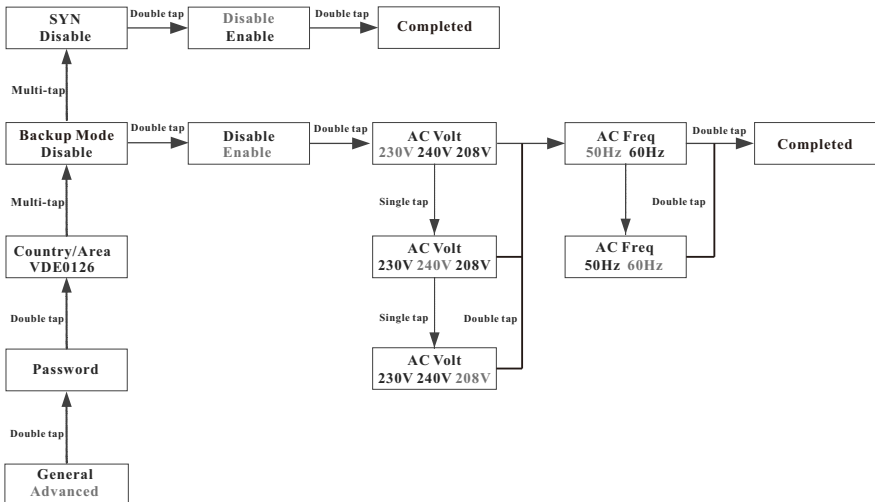 Double tap
Double tap
SYN
Disable
Disable
Enable
Completed
Multi-tap
Double tap
Double tap
Double tap
Backup Mode
Disable
Disable
Enable
AC Volt
230V 240V 208V
AC Freq
50Hz 60Hz
Completed
Multi-tap
Single tap
Double tap
Country/Area
VDE0126
AC Volt
230V 240V 208V
AC Freq
50Hz 60Hz
Double tap
Single tap
Double tap
Password
AC Volt
230V 240V 208V
Double tap
General
Advanced